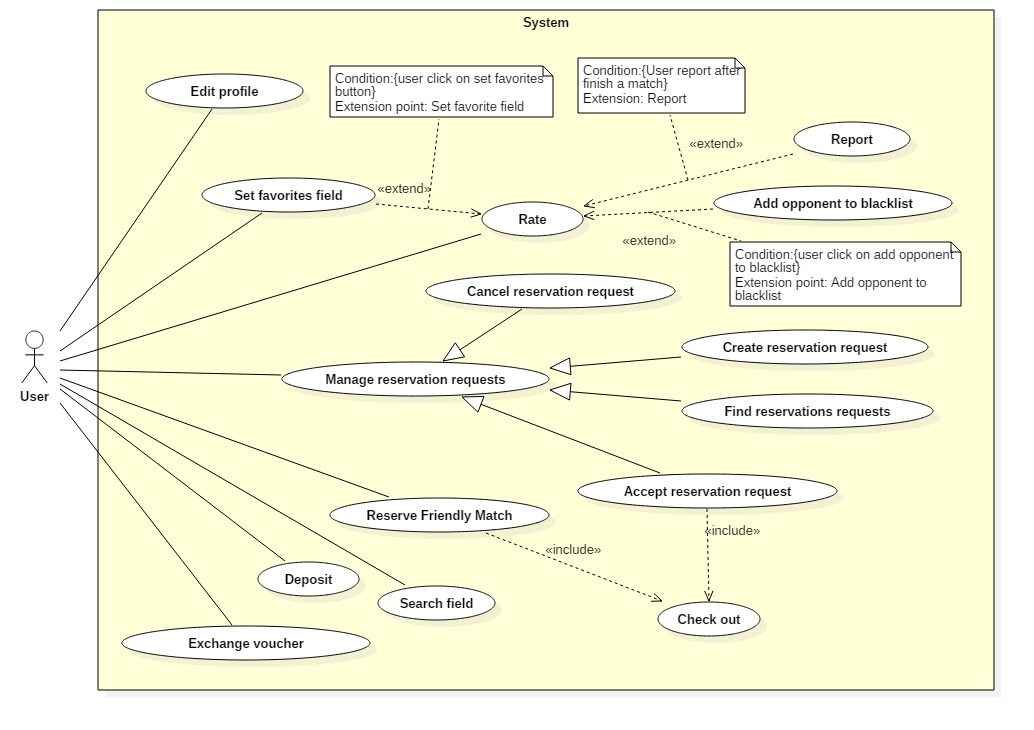 System
Edit profile
Condition:{user click on set favorites
button}
Extension point: Set favorite field
Condition:{User report after
finish a match}
Extension: Report
«extend»
Report
Set favorites field
«extend»
Rate
Add opponent to blacklist
«extend»
Condition:{user click on add opponent
to blacklist}
Extension point: Add opponent to
blacklist
Cancel reservation request
Create reservation request
Manage reservation requests
User
Find reservations requests
Accept reservation request
Reserve Friendly Match
«include»
«include»
Deposit
Search field
Check out
Exchange voucher